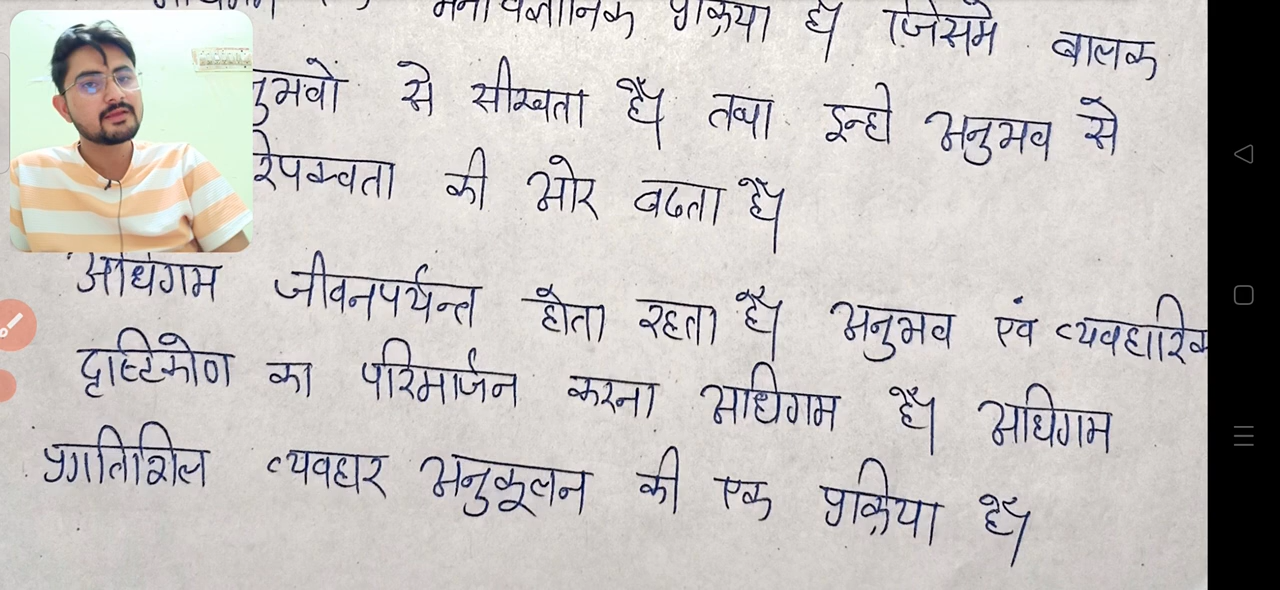 मनोवैज्ञानिक प्रक्रिया है जिसमे बालक
से सीखता है तथा इन्ही अनुभव से
की ओर बढता है
अधिगम जीवनपर्यन्त होता रहता है अनुभव एवं
दृष्टिकोण का परिमार्जन करना अधिगम है अधिगम
प्रगतिशिल व्यवहार अनुकूलन की एक प्रक्रिया है